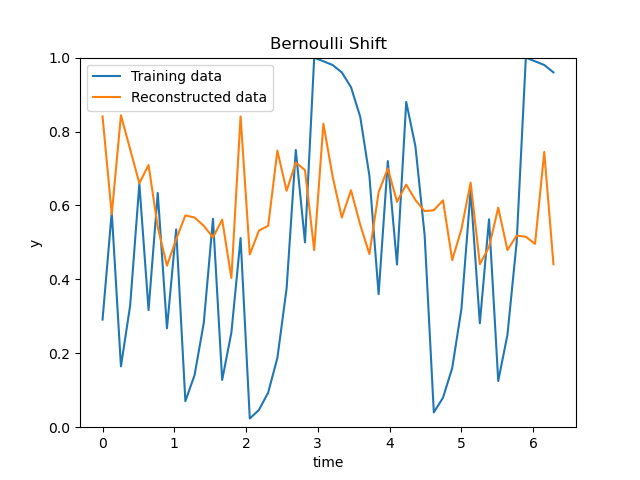 Bernoulli Shift
Training data
Reconstructed data
1.0
0.8
0.6
0.4
0.2
0.0
y
0 1 2 3 4 5 6
time